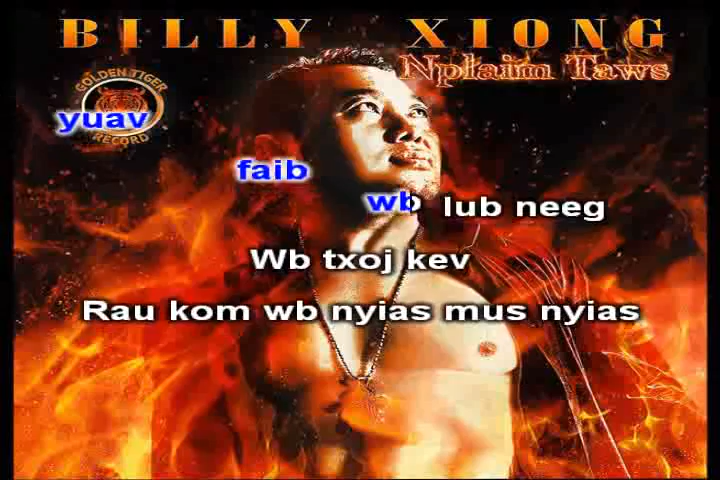 BILLY XIONG
Nplaim Taws
GOLDEN TIGER
RECORD
yuav
faib
wb lub neeg
Wb txoj kev
Rau kom wb nyias mus nyias